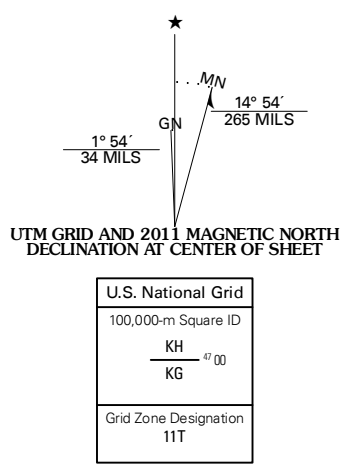 ★
MN
GN
14° 54´
265 MILS
1° 54´
34 MILS
UTM GRID AND 2011 MAGNETIC NORTH
DECLINATION AT CENTER OF SHEET
U.S. National Grid
100,000-m Square ID
KH
47 00
KG
Grid Zone Designation
11T